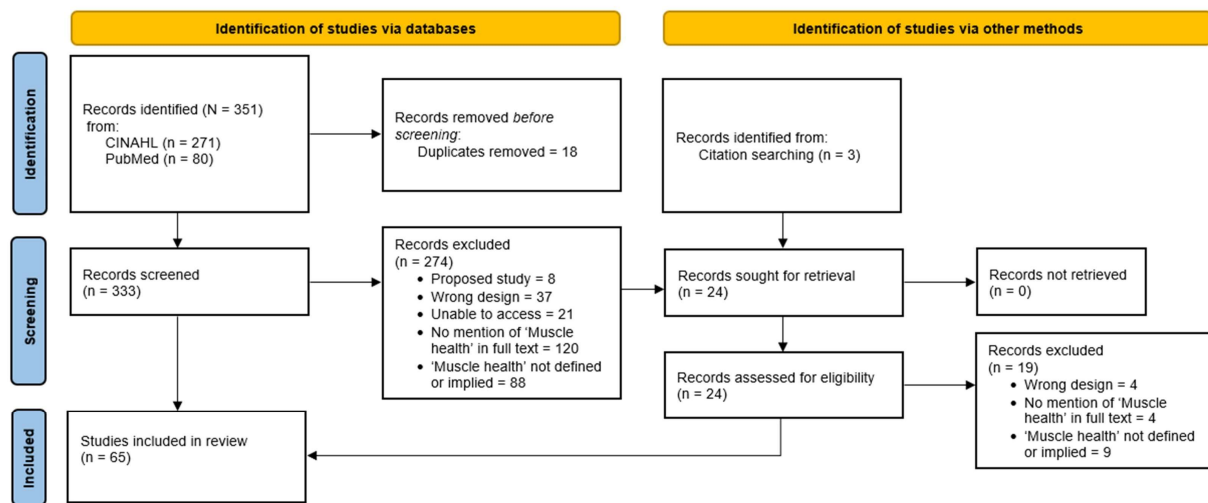 Identification of studies via databases
Identification of studies via other methods
Identification
Records identified (N = 351)
from:
CINAHL (n = 271)
PubMed (n = 80)
Records removed before
screening:
Duplicates removed = 18
Records identified from:
Citation searching (n = 3)
Screening
Records screened
(n = 333)
Records excluded
(n = 274)
• Proposed study = 8
• Wrong design = 37
• Unable to access = 21
• No mention of ‘Muscle
health’ in full text = 120
• ‘Muscle health’ not defined
or implied = 88
Records sought for retrieval
(n = 24)
Records not retrieved
(n = 0)
Records assessed for eligibility
(n = 24)
Records excluded
(n = 19)
• Wrong design = 4
• No mention of ‘Muscle
health’ in full text = 4
• ‘Muscle health’ not defined
or implied = 9
Included
Studies included in review
(n = 65)